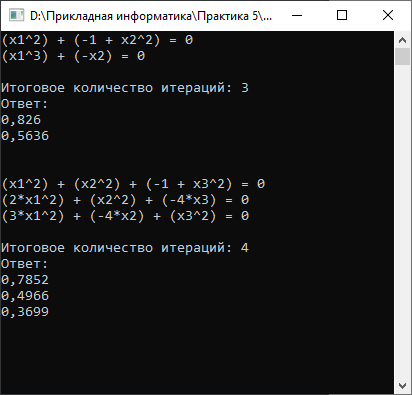 D:\Прикладная информатика\Практика 5\...
(x1^2) + (-1 + x2^2) = 0
(x1^3) + (-x2) = 0
Итоговое количество итераций: 3
Ответ:
0,826
0,5636
(x1^2) + (x2^2) + (-1 + x3^2) = 0
(2*x1^2) + (x2^2) + (-4*x3) = 0
(3*x1^2) + (-4*x2) + (x3^2) = 0
Итоговое количество итераций: 4
Ответ:
0,7852
0,4966
0,3699